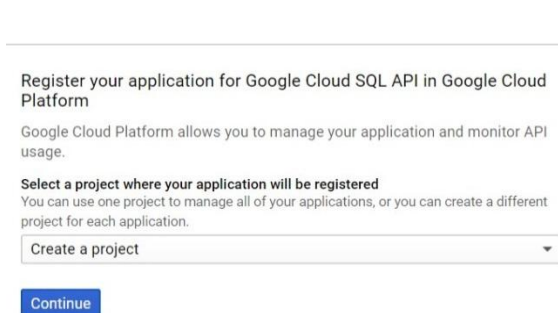 Register your application for Google Cloud SQL API in Google Cloud
Platform
Google Cloud Platform allows you to manage your application and monitor API
usage.
Select a project where your application will be registered
You can use one project to manage all of your applications, or you can create a different
project for each application.
Create a project
Continue